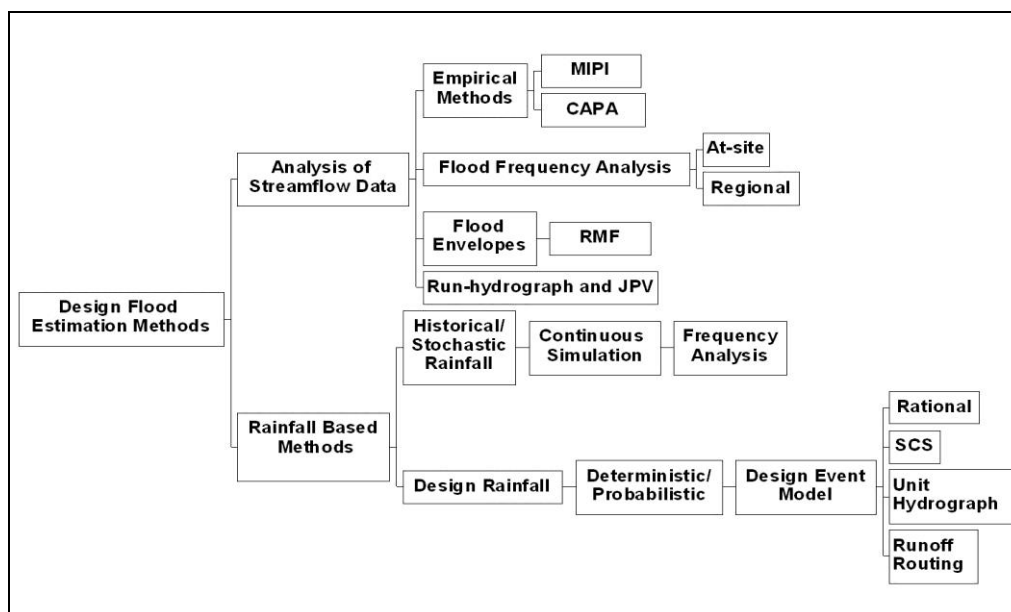 Design Flood
Estimation Methods
Analysis of
Streamflow Data
Empirical
Methods
MIPI
CAPA
Flood Frequency Analysis
At-site
Regional
Flood
Envelopes
RMF
Run-hydrograph and JPV
Rainfall Based
Methods
Historical/
Stochastic
Rainfall
Continuous
Simulation
Frequency
Analysis
Design Rainfall
Deterministic/
Probabilistic
Design Event
Model
Rational
SCS
Unit
Hydrograph
Runoff
Routing